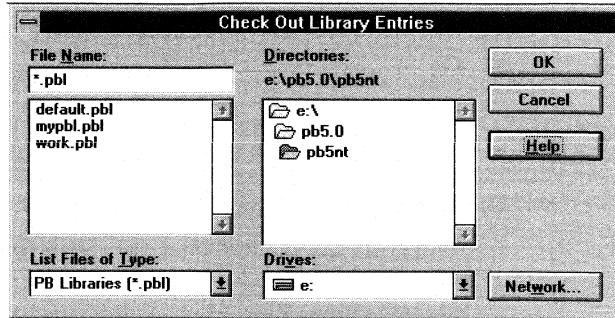 Check Out Library Entries
File Name:
*.pbl
default.pbl
mypbl.pbl
work.pbl
List Files of Type:
PB Libraries (*.pbl)
Directories:
e:\pb5.0\pb5nt
e:\
pb5.0
pb5nt
Drives:
e:
OK
Cancel
Help
Network...